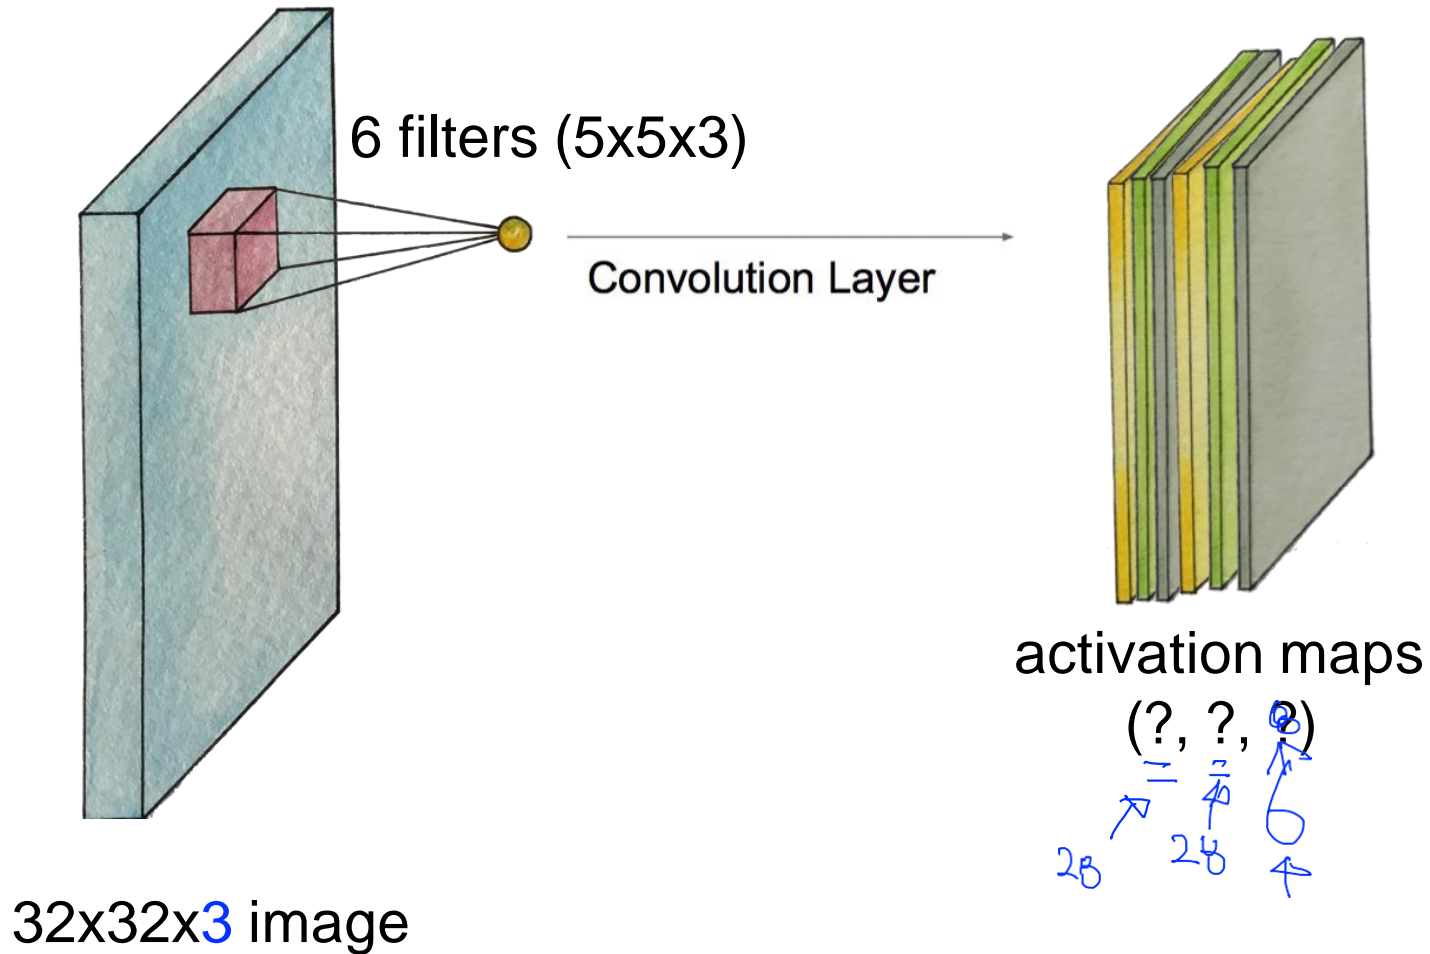 6 filters (5x5x3)
Convolution Layer
activation maps
(?, ?, ?)
28 28 6
32x32x3 image